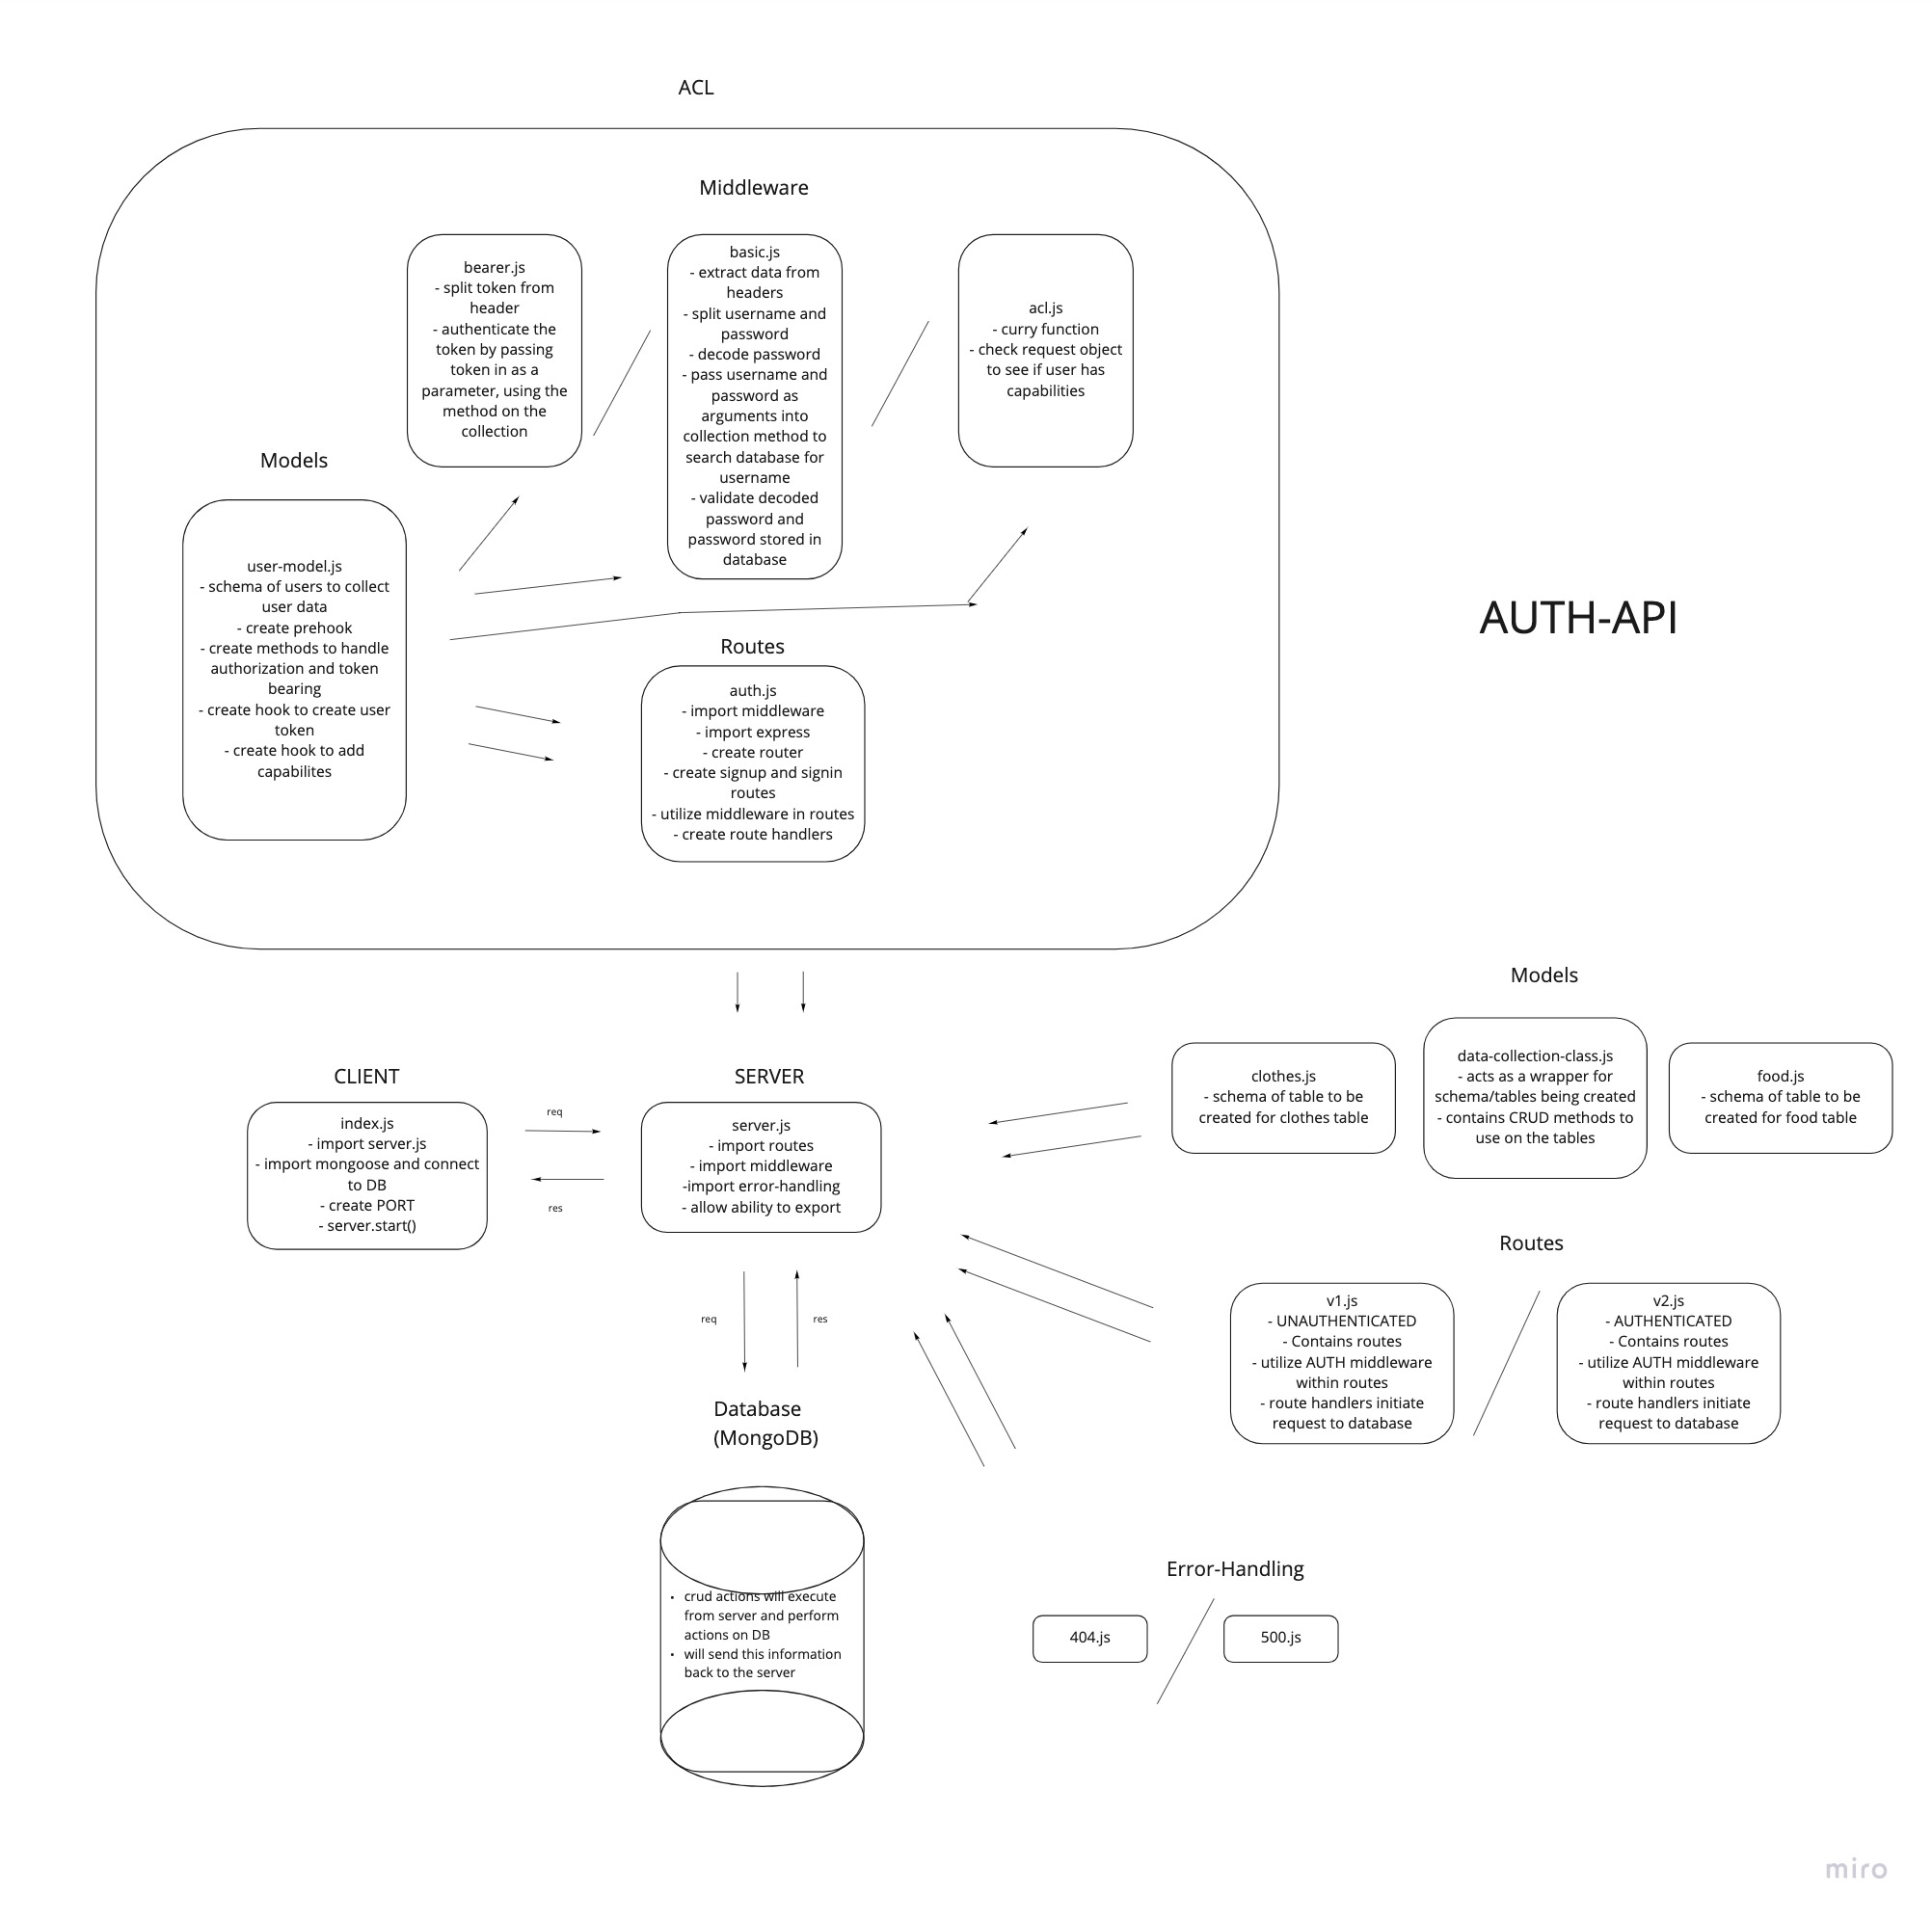 ACL
Middleware
bearer.js
- split token from
header
- authenticate the
token by passing
token in as a
parameter, using the
method on the
collection
basic.js
- extract data from
headers
- split username and
password
- decode password
- pass username and
password as
arguments into
collection method to
search database for
username
- validate decoded
password and
password stored in
database
acl.js
- curry function
- check request object
to see if user has
capabilities
Models
user-model.js
- schema of users to collect
user data
- create prehook
- create methods to handle
authorization and token
bearing
- create hook to create user
token
- create hook to add
capabilites
Routes
auth.js
- import middleware
- import express
- create router
- create signup and signin
routes
- utilize middleware in routes
- create route handlers
AUTH-API
CLIENT
index.js
- import server.js
- import mongoose and connect
to DB
- create PORT
- server.start()
req
res
SERVER
server.js
- import routes
- import middleware
-import error-handling
- allow ability to export
Models
clothes.js
- schema of table to be
created for clothes table
data-collection-class.js
- acts as a wrapper for
schema/tables being created
- contains CRUD methods to
use on the tables
food.js
- schema of table to be
created for food table
Routes
v1.js
- UNAUTHENTICATED
- Contains routes
- utilize AUTH middleware
within routes
- route handlers initiate
request to database
v2.js
- AUTHENTICATED
- Contains routes
- utilize AUTH middleware
within routes
- route handlers initiate
request to database
req
res
Database
(MongoDB)
• crud actions will execute
from server and perform
actions on DB
• will send this information
back to the server
Error-Handling
404.js
500.js
miro